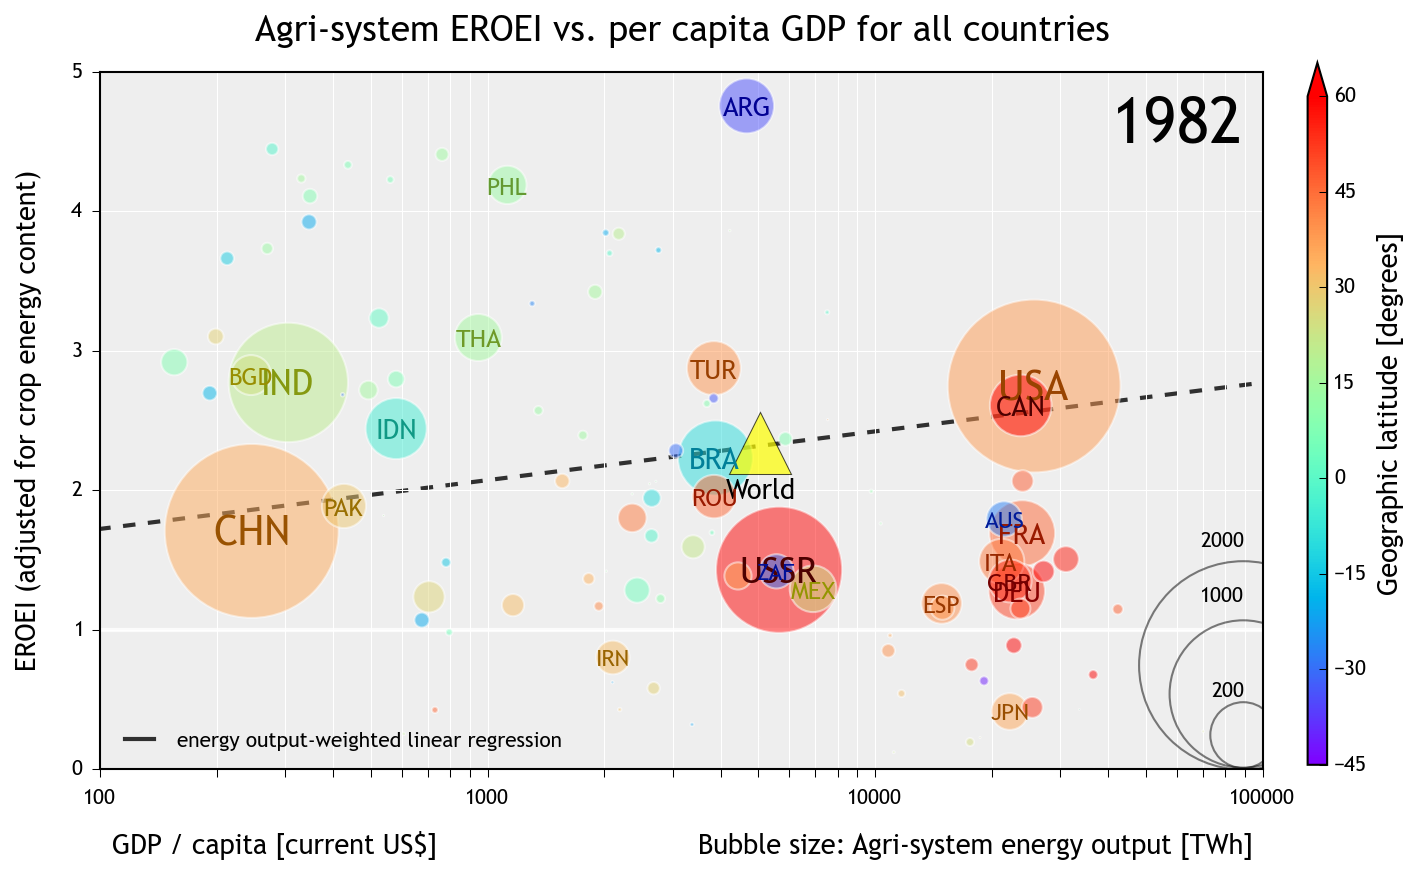 Agri-system EROEI vs. per capita GDP for all countries
1982
EROEI (adjusted for crop energy content)
5
4
3
2
1
0
ARG
PHL
THA
TUR
BGD
IND
USA
CAN
IDN
BRA
World
ROU
PAK
CHN
AUS
FRA
USSR
ZAF
MEX
ITA
GBR
DEU
ESP
IRN
JPN
2000
1000
200
energy output-weighted linear regression
100
1000
10000
100000
GDP / capita [current US$]
Bubble size: Agri-system energy output [TWh]
60
45
30
15
0
−15
−30
−45
Geographic latitude [degrees]